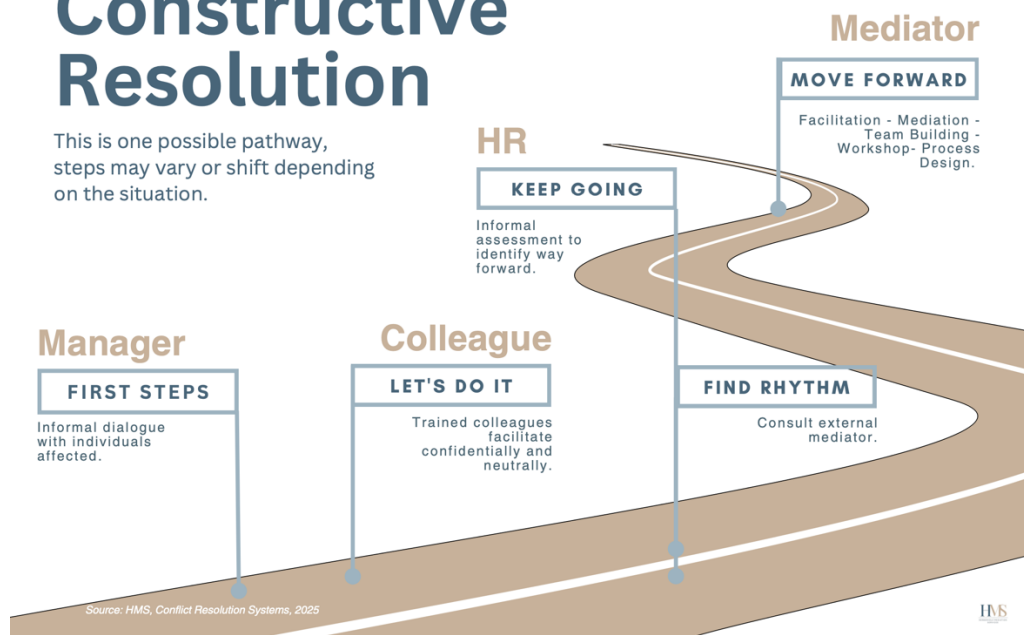 Constructive
Resolution
This is one possible pathway,
steps may vary or shift depending
on the situation.
Mediator
MOVE FORWARD
Facilitation - Mediation -
Team Building -
Workshop- Process
Design.
HR
KEEP GOING
Informal
assessment to
identify way
forward.
Manager
FIRST STEPS
Informal dialogue
with individuals
affected.
Colleague
LET'S DO IT
Trained colleagues
facilitate
confidentially and
neutrally.
FIND RHYTHM
Consult external
mediator.
Source: HMS, Conflict Resolution Systems, 2025
HMS